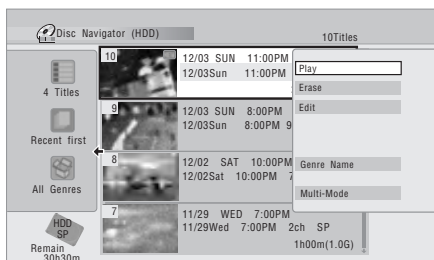 Disc Navigator (HDD)
10Titles
4 Titles
Recent first
All Genres
HDD
SP
Remain
30h30m
10
12/03 SUN 11:00PM
12/03Sun 11:00PM
9
12/03 SUN 8:00PM
12/03Sun 8:00PM 9
8
12/02 SAT 10:00PM
12/02Sat 10:00PM 7
7
11/29 WED 7:00PM
11/29Wed 7:00PM 2ch SP
1h00m(1.0G)
Play
Erase
Edit
Genre Name
Multi-Mode